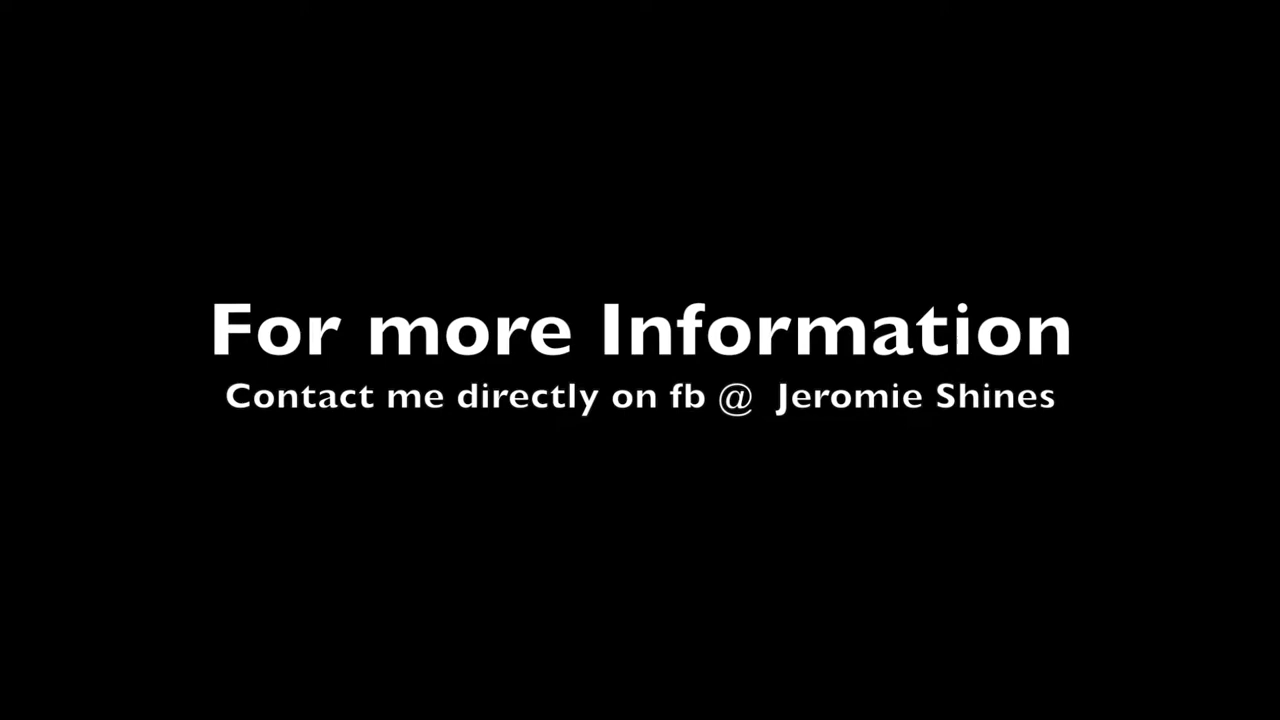 For more Information
Contact me directly on fb @ Jeromie Shines